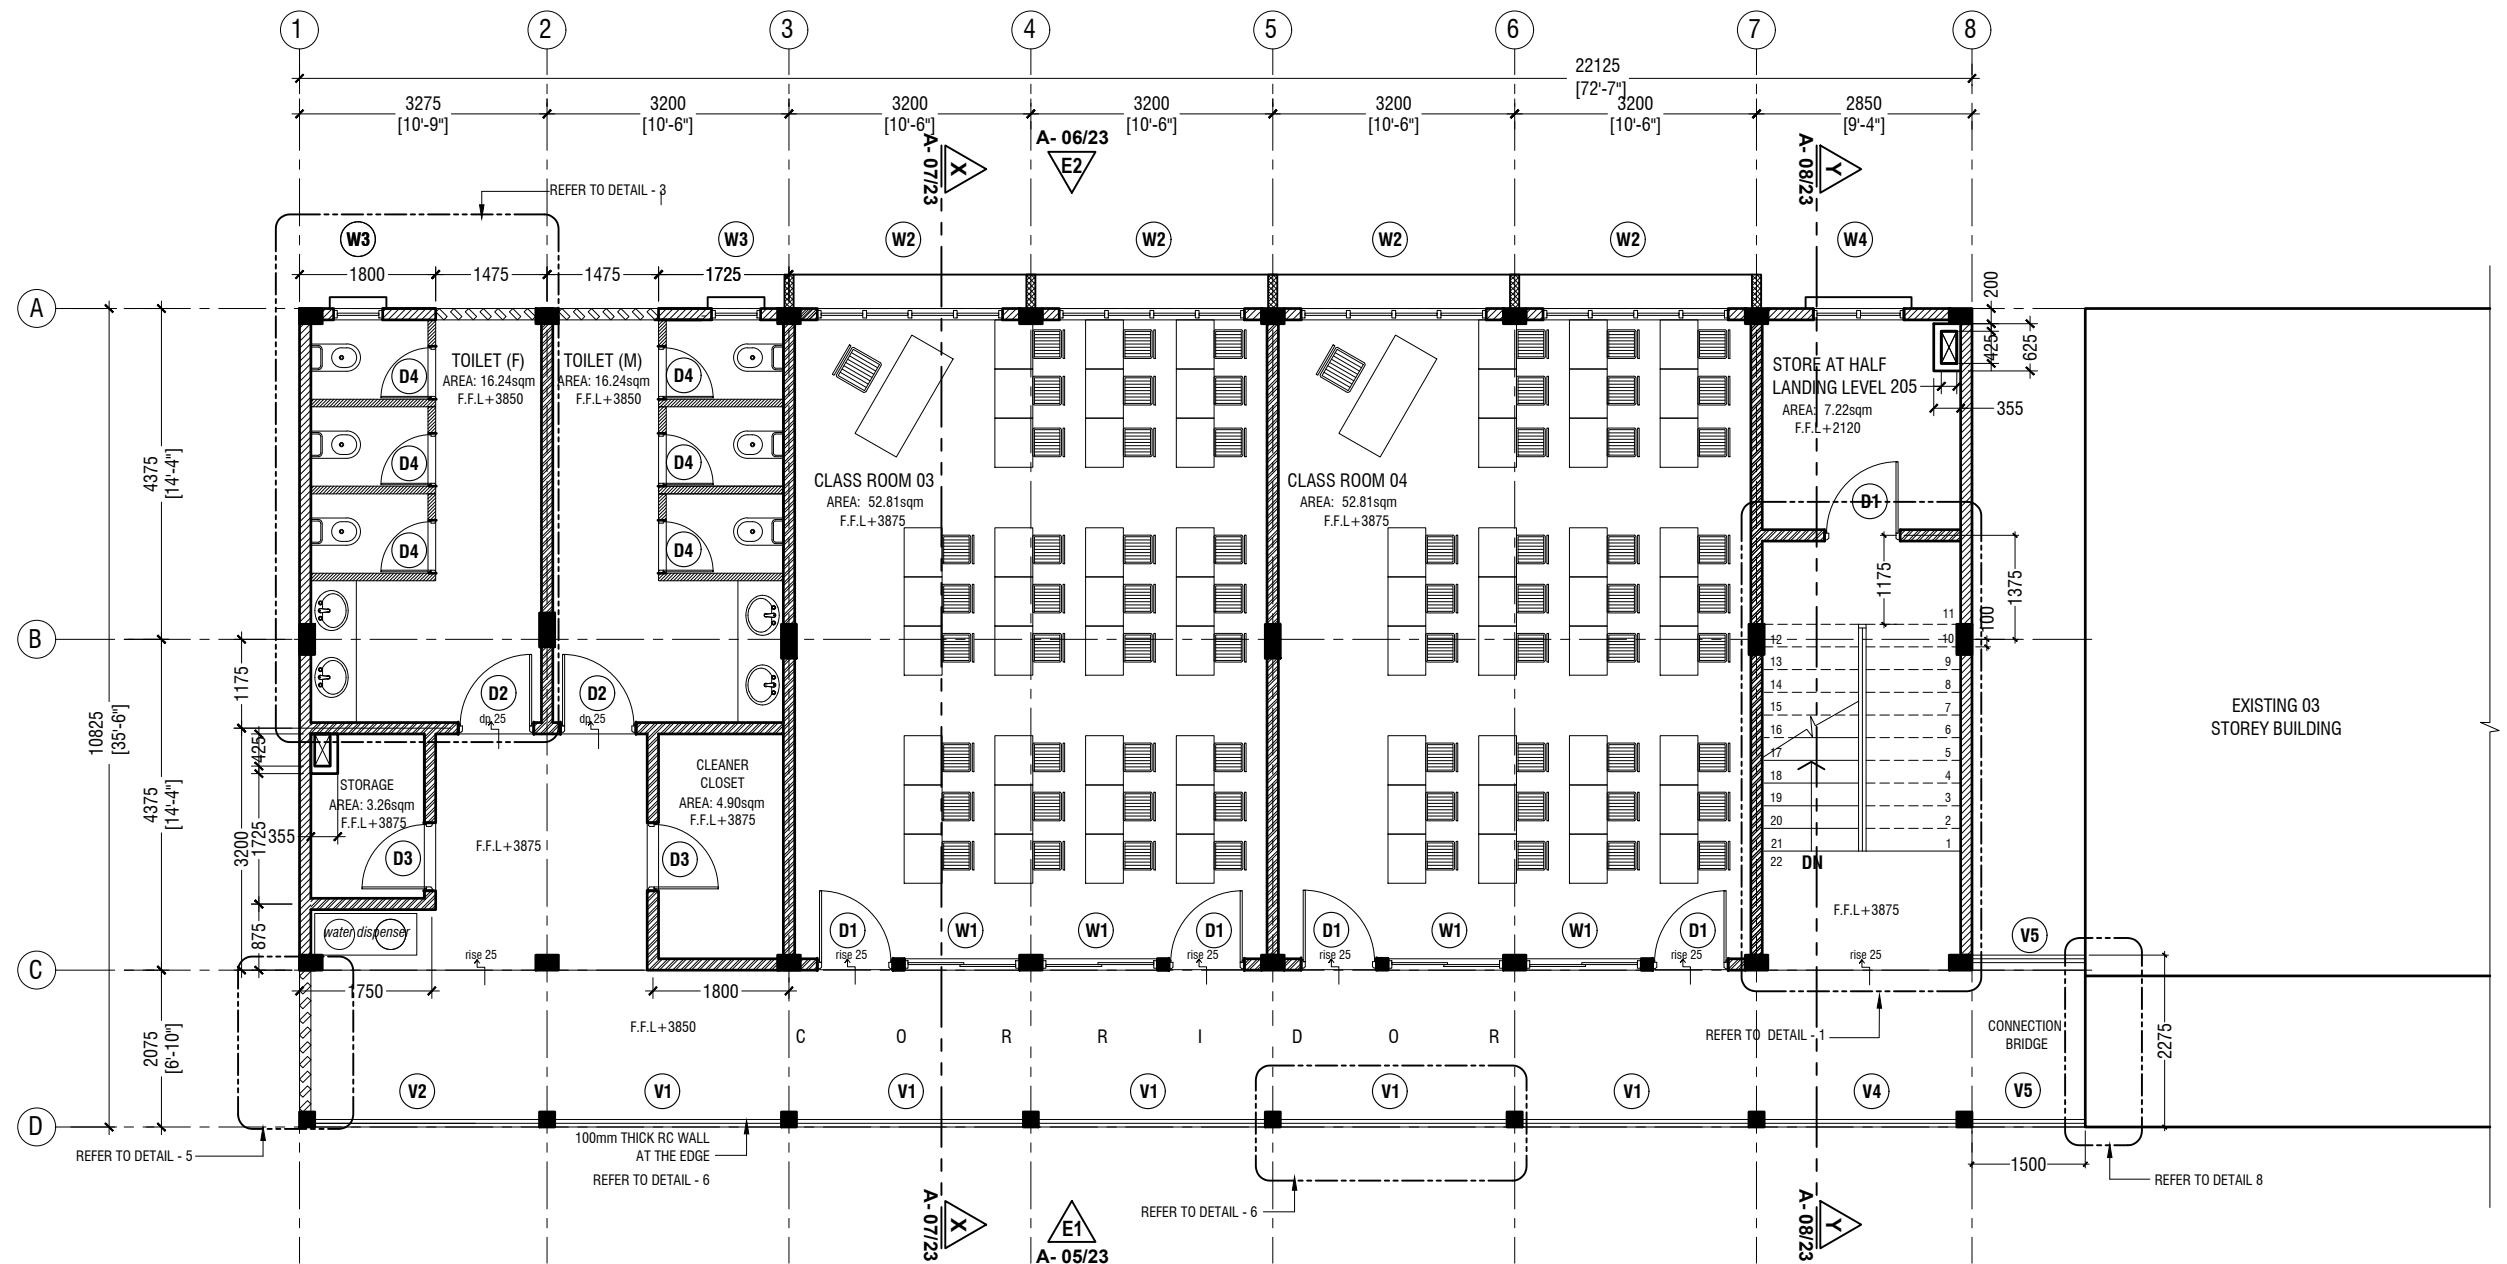 1
2
3
4
5
6
7
8
22125
[72'-7"]
3275
[10'-9"]
3200
[10'-6"]
3200
[10'-6"]
3200
[10'-6"]
3200
[10'-6"]
3200
[10'-6"]
2850
[9'-4"]
A- 07/23
X
A- 06/23
E2
A- 08/23
Y
REFER TO DETAIL - 3
W3
W3
W2
W2
W2
W2
W4
1800
1475
1475
1725
200
A
425
625
TOILET (F)
AREA: 16.24sqm
F.F.L+3850
TOILET (M)
AREA: 16.24sqm
F.F.L+3850
D4
D4
STORE AT HALF
LANDING LEVEL
AREA: 7.22sqm
F.F.L+2120
205
355
4375
[14'-4"]
D4
D4
CLASS ROOM 03
AREA: 52.81sqm
F.F.L+3875
CLASS ROOM 04
AREA: 52.81sqm
F.F.L+3875
D1
D4
D4
1175
1375
100
B
10825
[35'-6"]
1175
D2
D2
dp 25
dp 25
11
12
10
13
9
14
8
15
7
16
6
17
5
18
4
19
3
20
2
21
1
22
DN
EXISTING 03
STOREY BUILDING
425
STORAGE
AREA: 3.26sqm
F.F.L+3875
CLEANER
CLOSET
AREA: 4.90sqm
F.F.L+3875
4375
[14'-4"]
3200
1725
355
F.F.L+3875
D3
D3
875
water dispenser
D1
W1
W1
D1
D1
W1
W1
D1
F.F.L+3875
V5
C
rise 25
rise 25
rise 25
rise 25
rise 25
rise 25
1750
1800
2075
[6'-10"]
F.F.L+3850
C O R R I D O R
REFER TO DETAIL - 1
CONNECTION
BRIDGE
2275
V2
V1
V1
V1
V1
V1
V4
V5
D
100mm THICK RC WALL
AT THE EDGE
REFER TO DETAIL - 5
REFER TO DETAIL - 6
1500
REFER TO DETAIL 8
REFER TO DETAIL - 6
A- 07/23
X
E1
A- 05/23
A- 08/23
Y